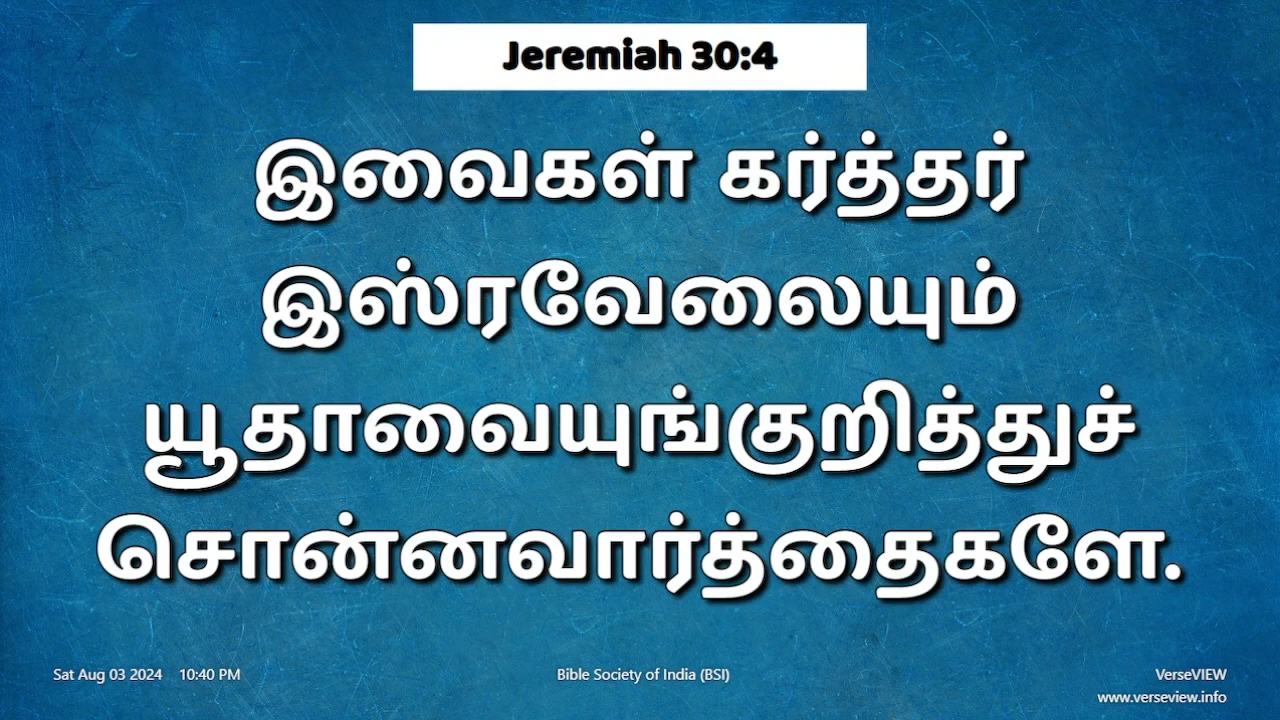 Jeremiah 30:4
இவைகள் கர்த்தர்
இஸ்ரவேலையும்
யூதாவையுங்குறித்துச்
சொன்னவார்த்தைகளே.
Sat Aug 03 2024 10:40 PM
Bible Society of India (BSI)
VerseVIEW
www.verseview.info